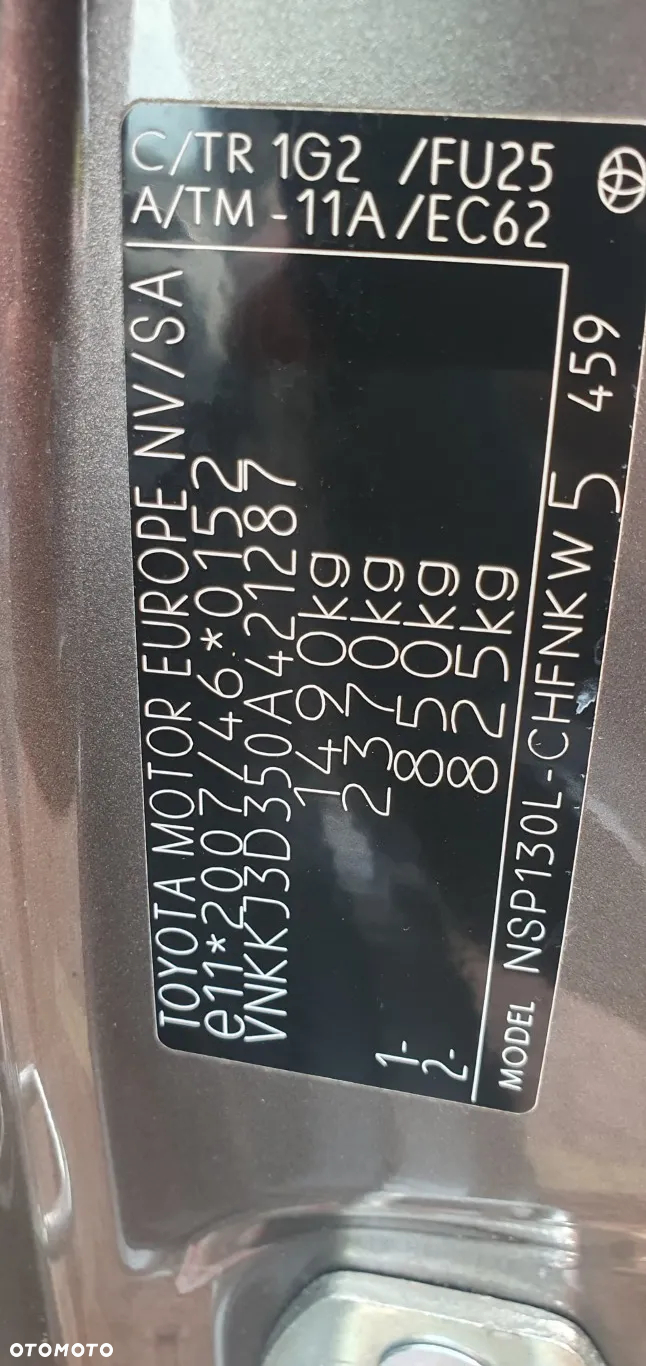 TOYOTA MOTOR EUROPE NV/SA
e11*2007/46*0152
VNKKJ3D350A421287
1490kg
2370kg
1- 850kg
2- 825kg
C/TR 1G2 /FU25
A/TM -11A /EC62
MODEL NSP130L-CHFNKW 5 459
OTOMOTO